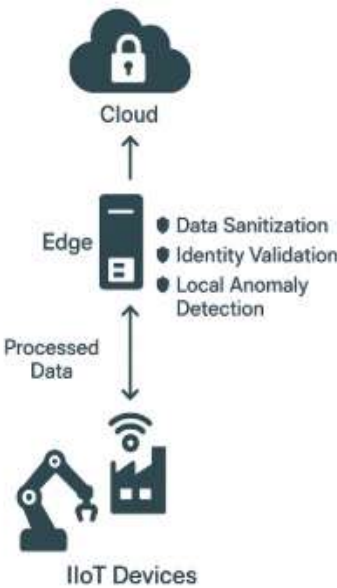 Cloud
Edge
Data Sanitization
Identity Validation
Local Anomaly
Detection
Processed
Data
IIoT Devices